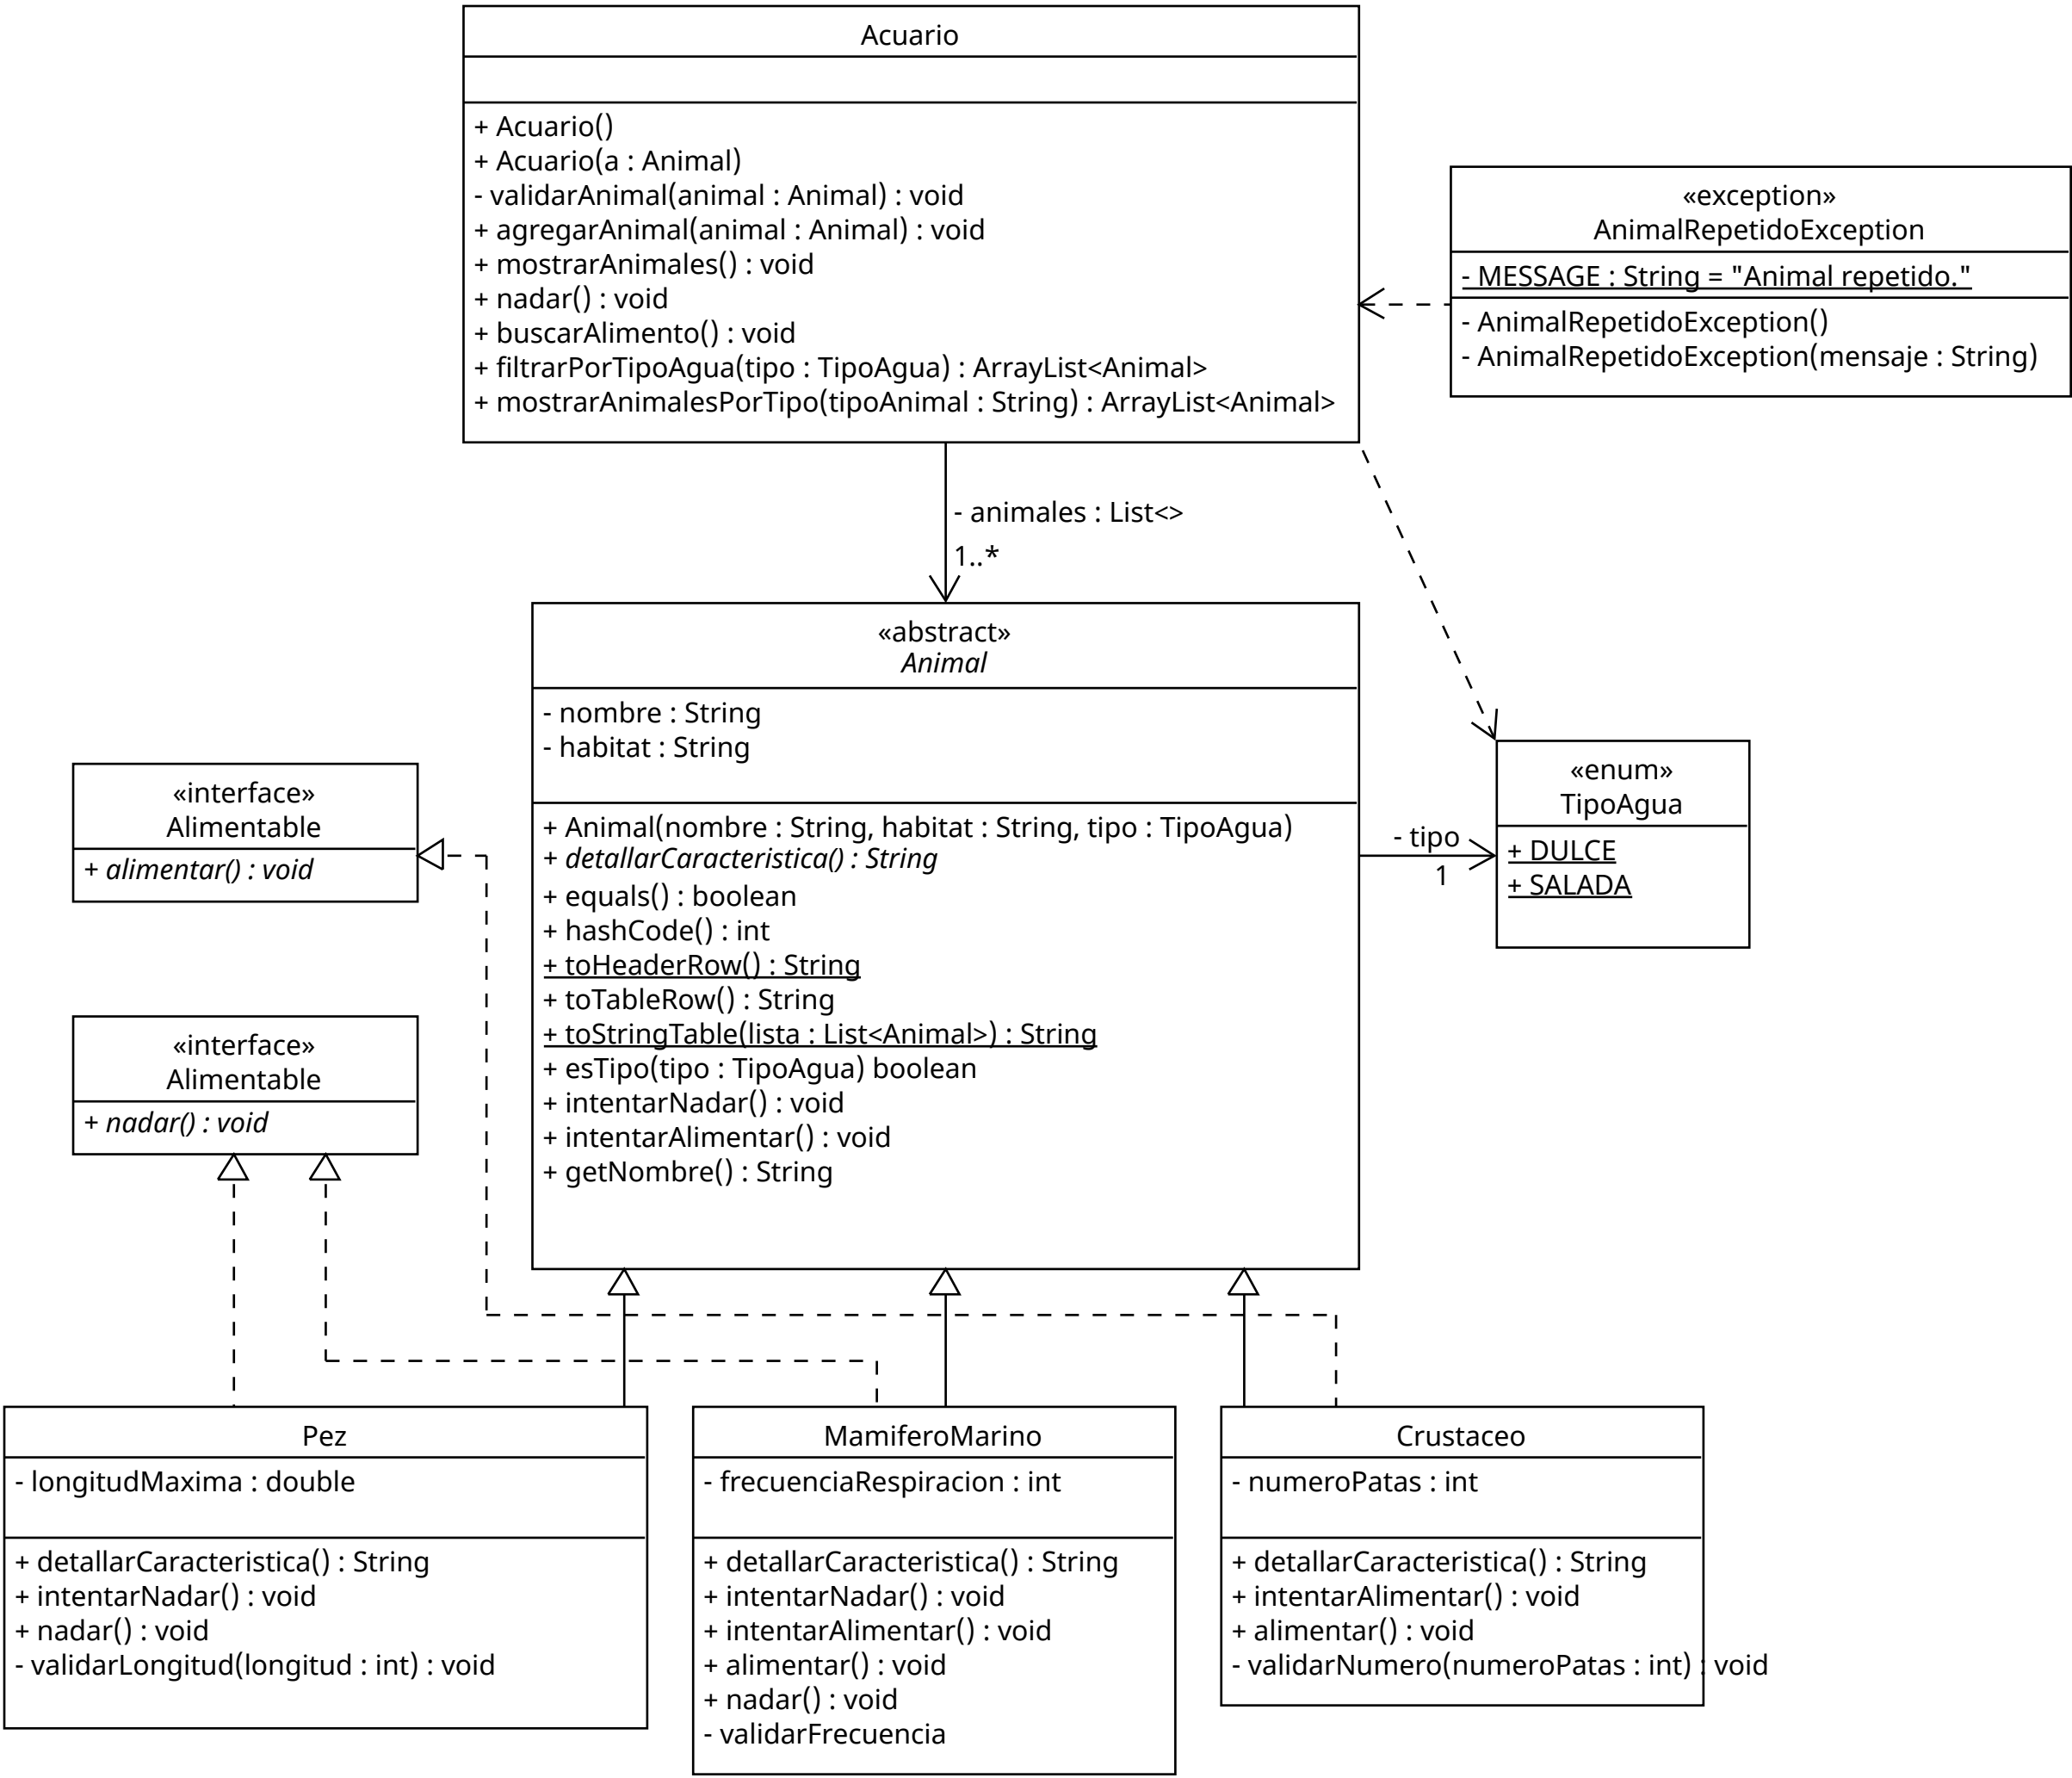 Acuario
+ Acuario()
+ Acuario(a : Animal)
- validarAnimal(animal : Animal) : void
+ agregarAnimal(animal : Animal) : void
+ mostrarAnimales() : void
+ nadar() : void
+ buscarAlimento() : void
+ filtrarPorTipoAgua(tipo : TipoAgua) : ArrayList<Animal>
+ mostrarAnimalesPorTipo(tipoAnimal : String) : ArrayList<Animal>
«exception»
AnimalRepetidoException
- MESSAGE : String = "Animal repetido."
- AnimalRepetidoException()
- AnimalRepetidoException(mensaje : String)
- animales : List<>
1..*
«abstract»
Animal
- nombre : String
- habitat : String
+ Animal(nombre : String, habitat : String, tipo : TipoAgua)
+ detallarCaracteristica() : String
+ equals() : boolean
+ hashCode() : int
+ toHeaderRow() : String
+ toTableRow() : String
+ toStringTable(lista : List<Animal>) : String
+ esTipo(tipo : TipoAgua) boolean
+ intentarNadar() : void
+ intentarAlimentar() : void
+ getNombre() : String
- tipo
1
«enum»
TipoAgua
+ DULCE
+ SALADA
«interface»
Alimentable
+ alimentar() : void
«interface»
Alimentable
+ nadar() : void
Pez
- longitudMaxima : double
+ detallarCaracteristica() : String
+ intentarNadar() : void
+ nadar() : void
- validarLongitud(longitud : int) : void
MamiferoMarino
- frecuenciaRespiracion : int
+ detallarCaracteristica() : String
+ intentarNadar() : void
+ intentarAlimentar() : void
+ alimentar() : void
+ nadar() : void
- validarFrecuencia
Crustaceo
- numeroPatas : int
+ detallarCaracteristica() : String
+ intentarAlimentar() : void
+ alimentar() : void
- validarNumero(numeroPatas : int) : void